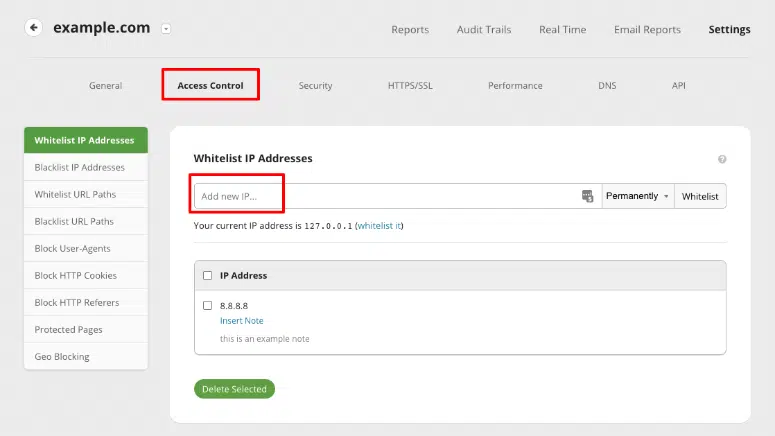 example.com
Reports Audit Trails Real Time Email Reports Settings
General Access Control Security HTTPS/SSL Performance DNS API
Whitelist IP Addresses
Blacklist IP Addresses
Whitelist URL Paths
Blacklist URL Paths
Block User-Agents
Block HTTP Cookies
Block HTTP Referers
Protected Pages
Geo Blocking
Whitelist IP Addresses
Add new IP... Permanently Whitelist
Your current IP address is 127.0.0.1 (whitelist it)
IP Address
8.8.8.8
Insert Note
this is an example note
Delete Selected